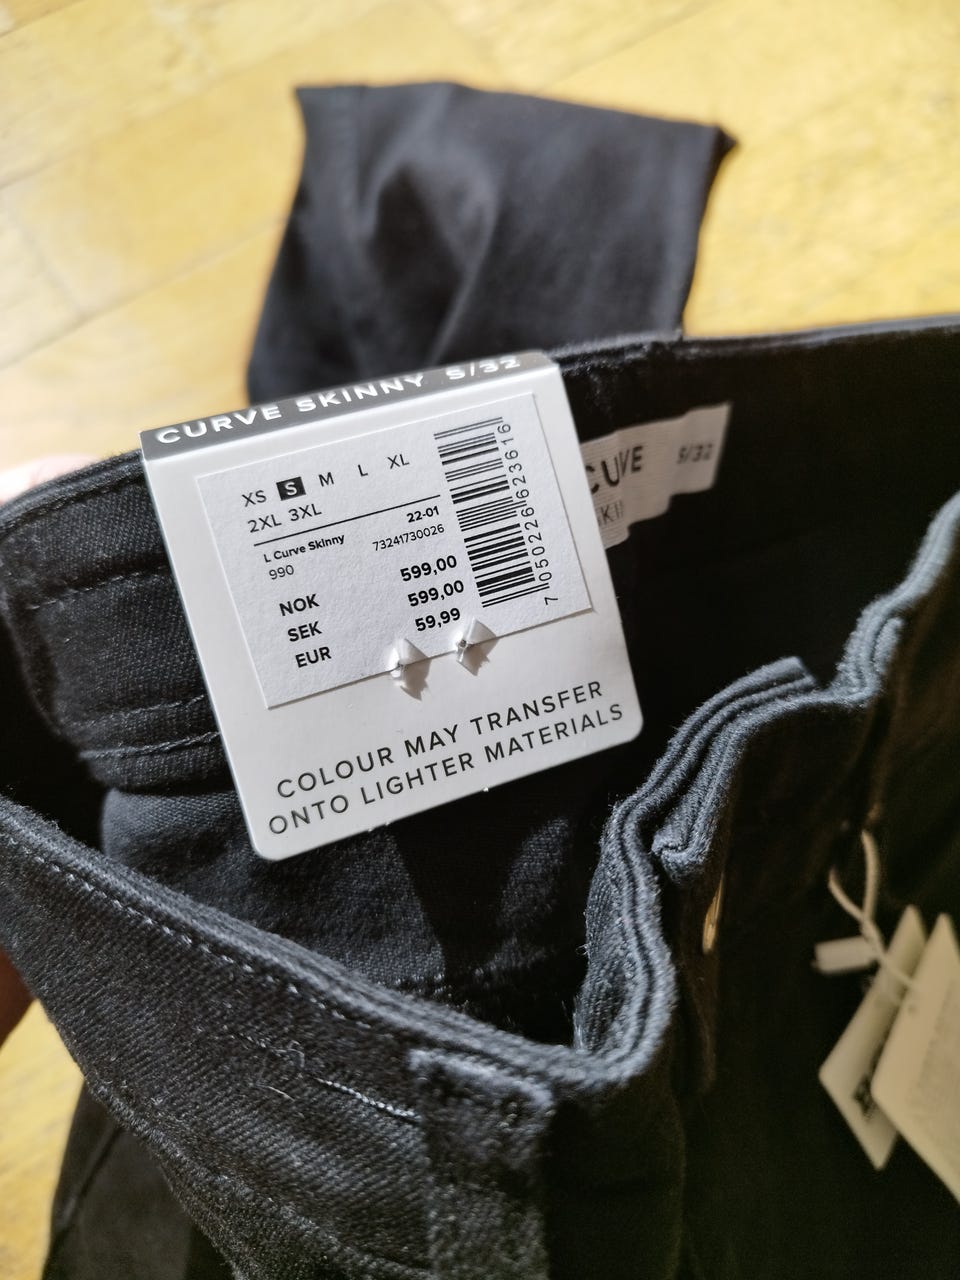 CURVE SKINNY S/32
XS S M L XL
2XL 3XL
L Curve Skinny 22-01
990 73241730026
NOK 599,00
SEK 599,00
EUR 59,99
7050226623616
COLOUR MAY TRANSFER
ONTO LIGHTER MATERIALS
S/32